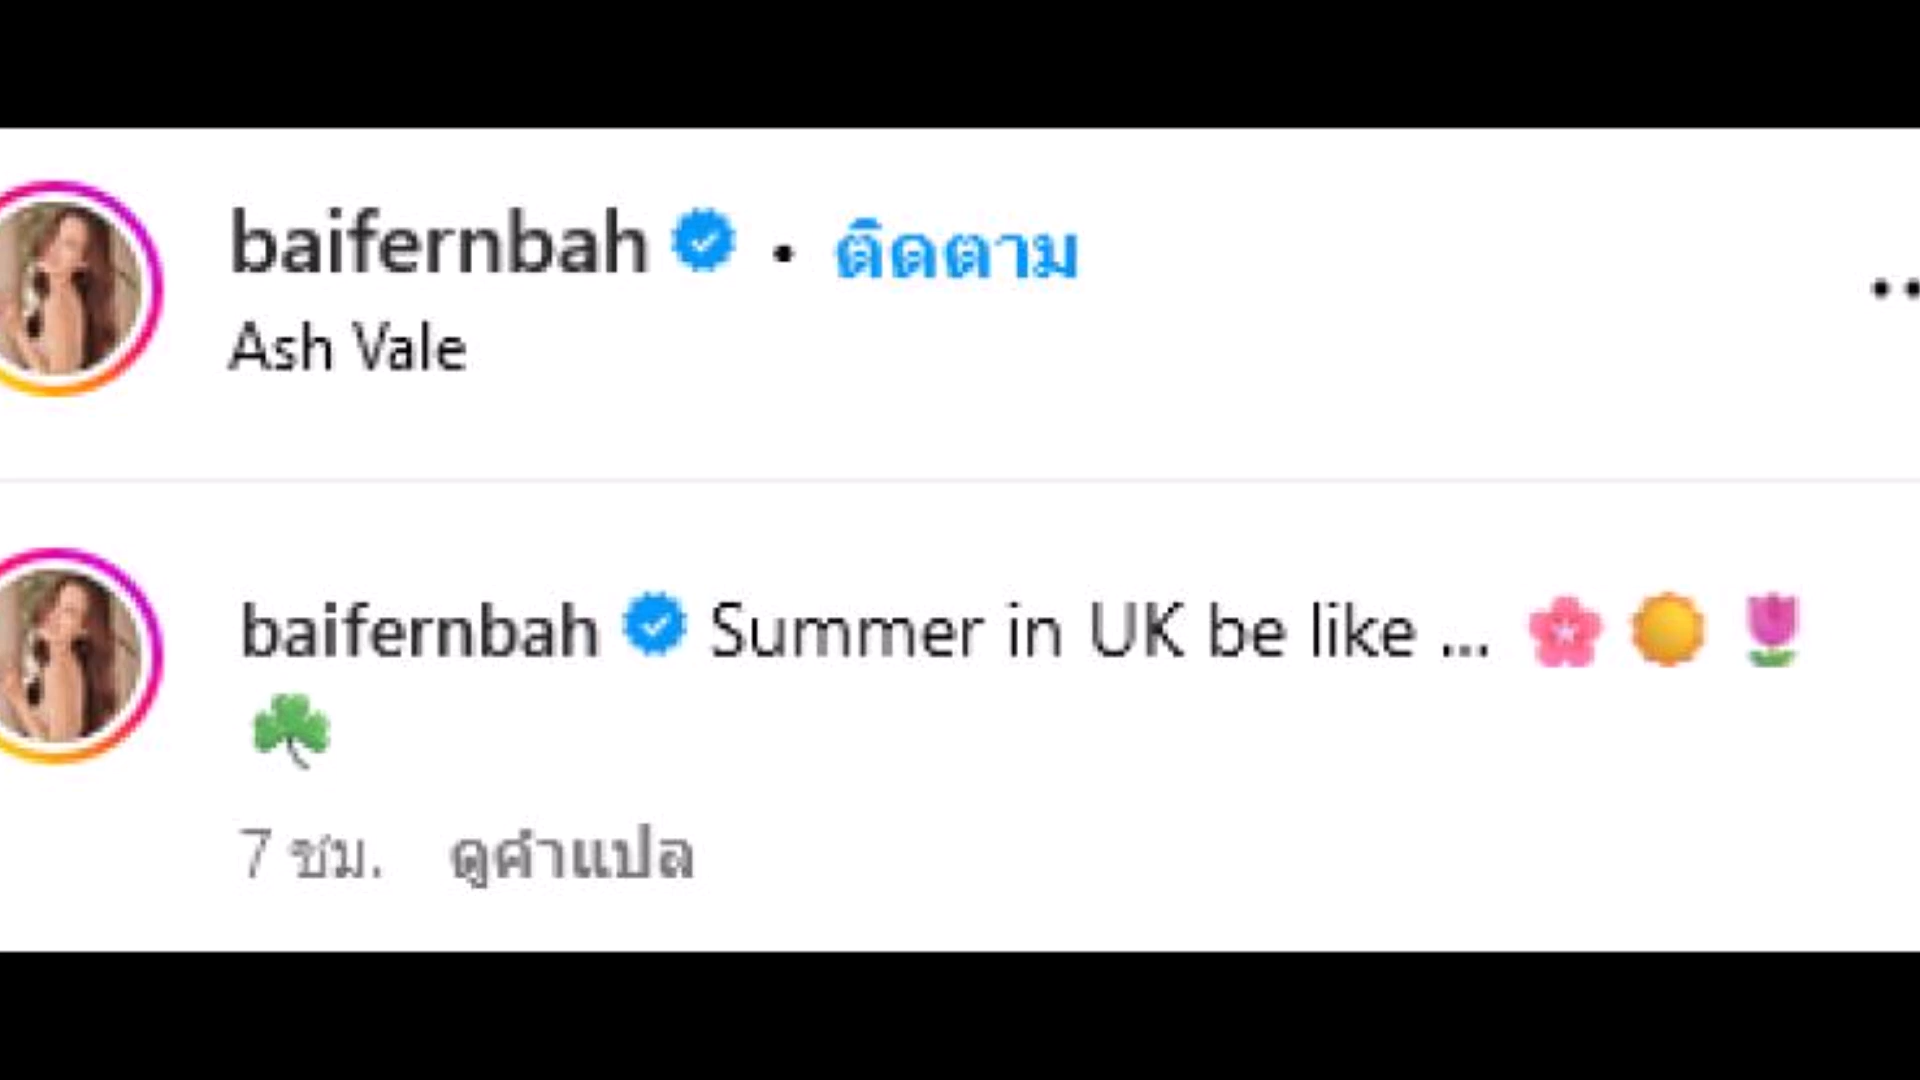 baifernbah • ติดตาม
Ash Vale
baifernbah Summer in UK be like ... 🌸 🌞 🌷
☘️
7 ชม. ดูคำแปล